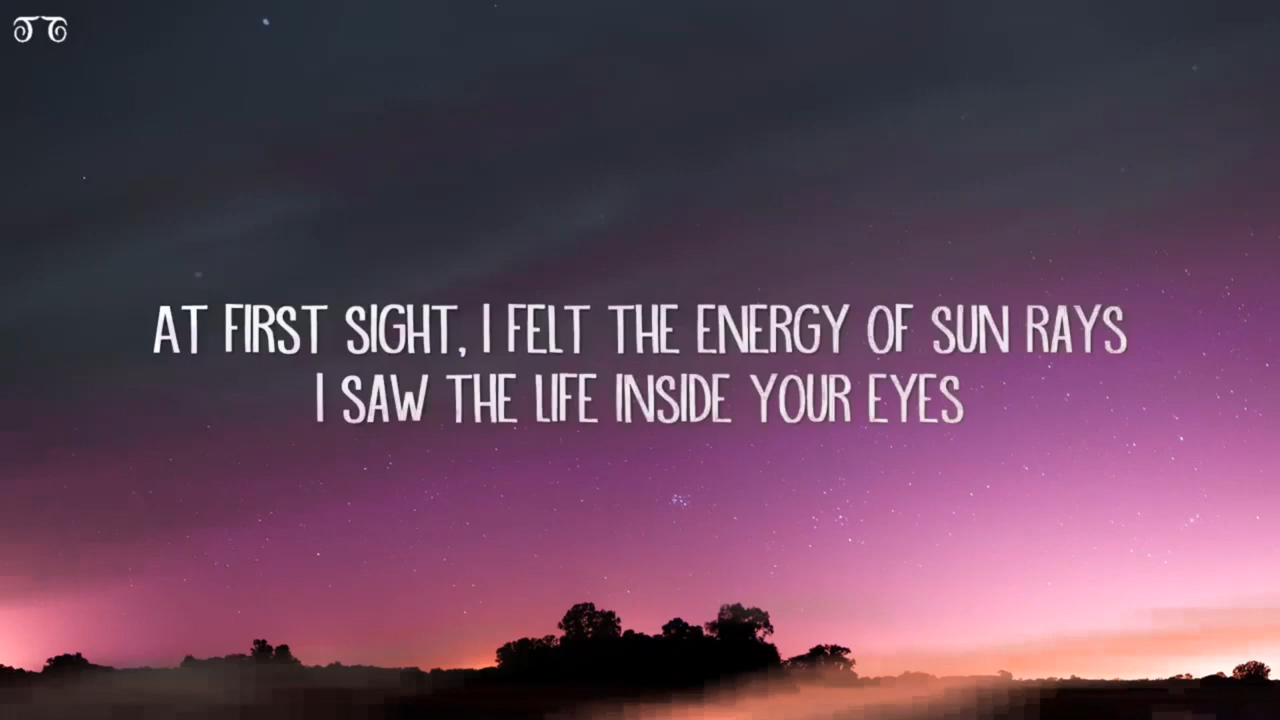 AT FIRST SIGHT, I FELT THE ENERGY OF SUN RAYS
I SAW THE LIFE INSIDE YOUR EYES